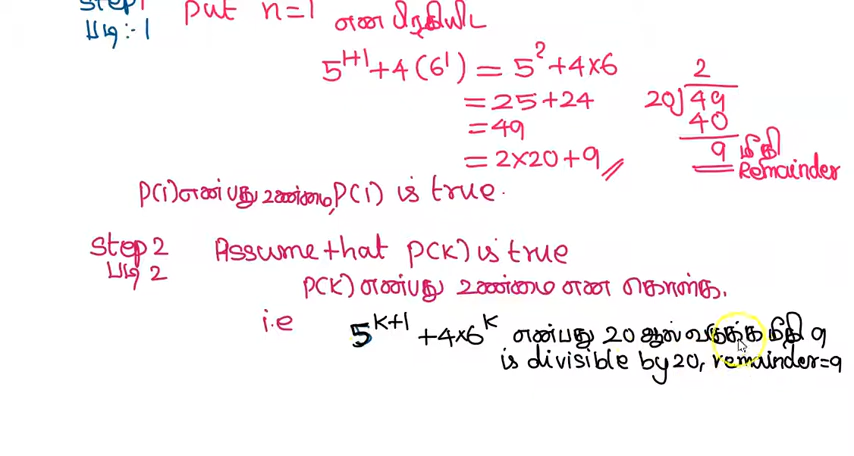 Step1 Put n=1 என பிரதியிட
படி:-1
5^{1+1}+4(6^1) = 5^2+4×6
= 25+24
= 49
= 2×20+9 //
2
20) 49
40
9 மீதி
Remainder
P(1) என்பது உண்மை, P(1) is true.
Step 2 Assume that P(K) is true
படி 2 P(K) என்பது உண்மை என கொள்க.
i.e 5^{K+1} +4×6^K என்பது 20 ஆல் வகுக்க மீதி 9
is divisible by 20, remainder=9